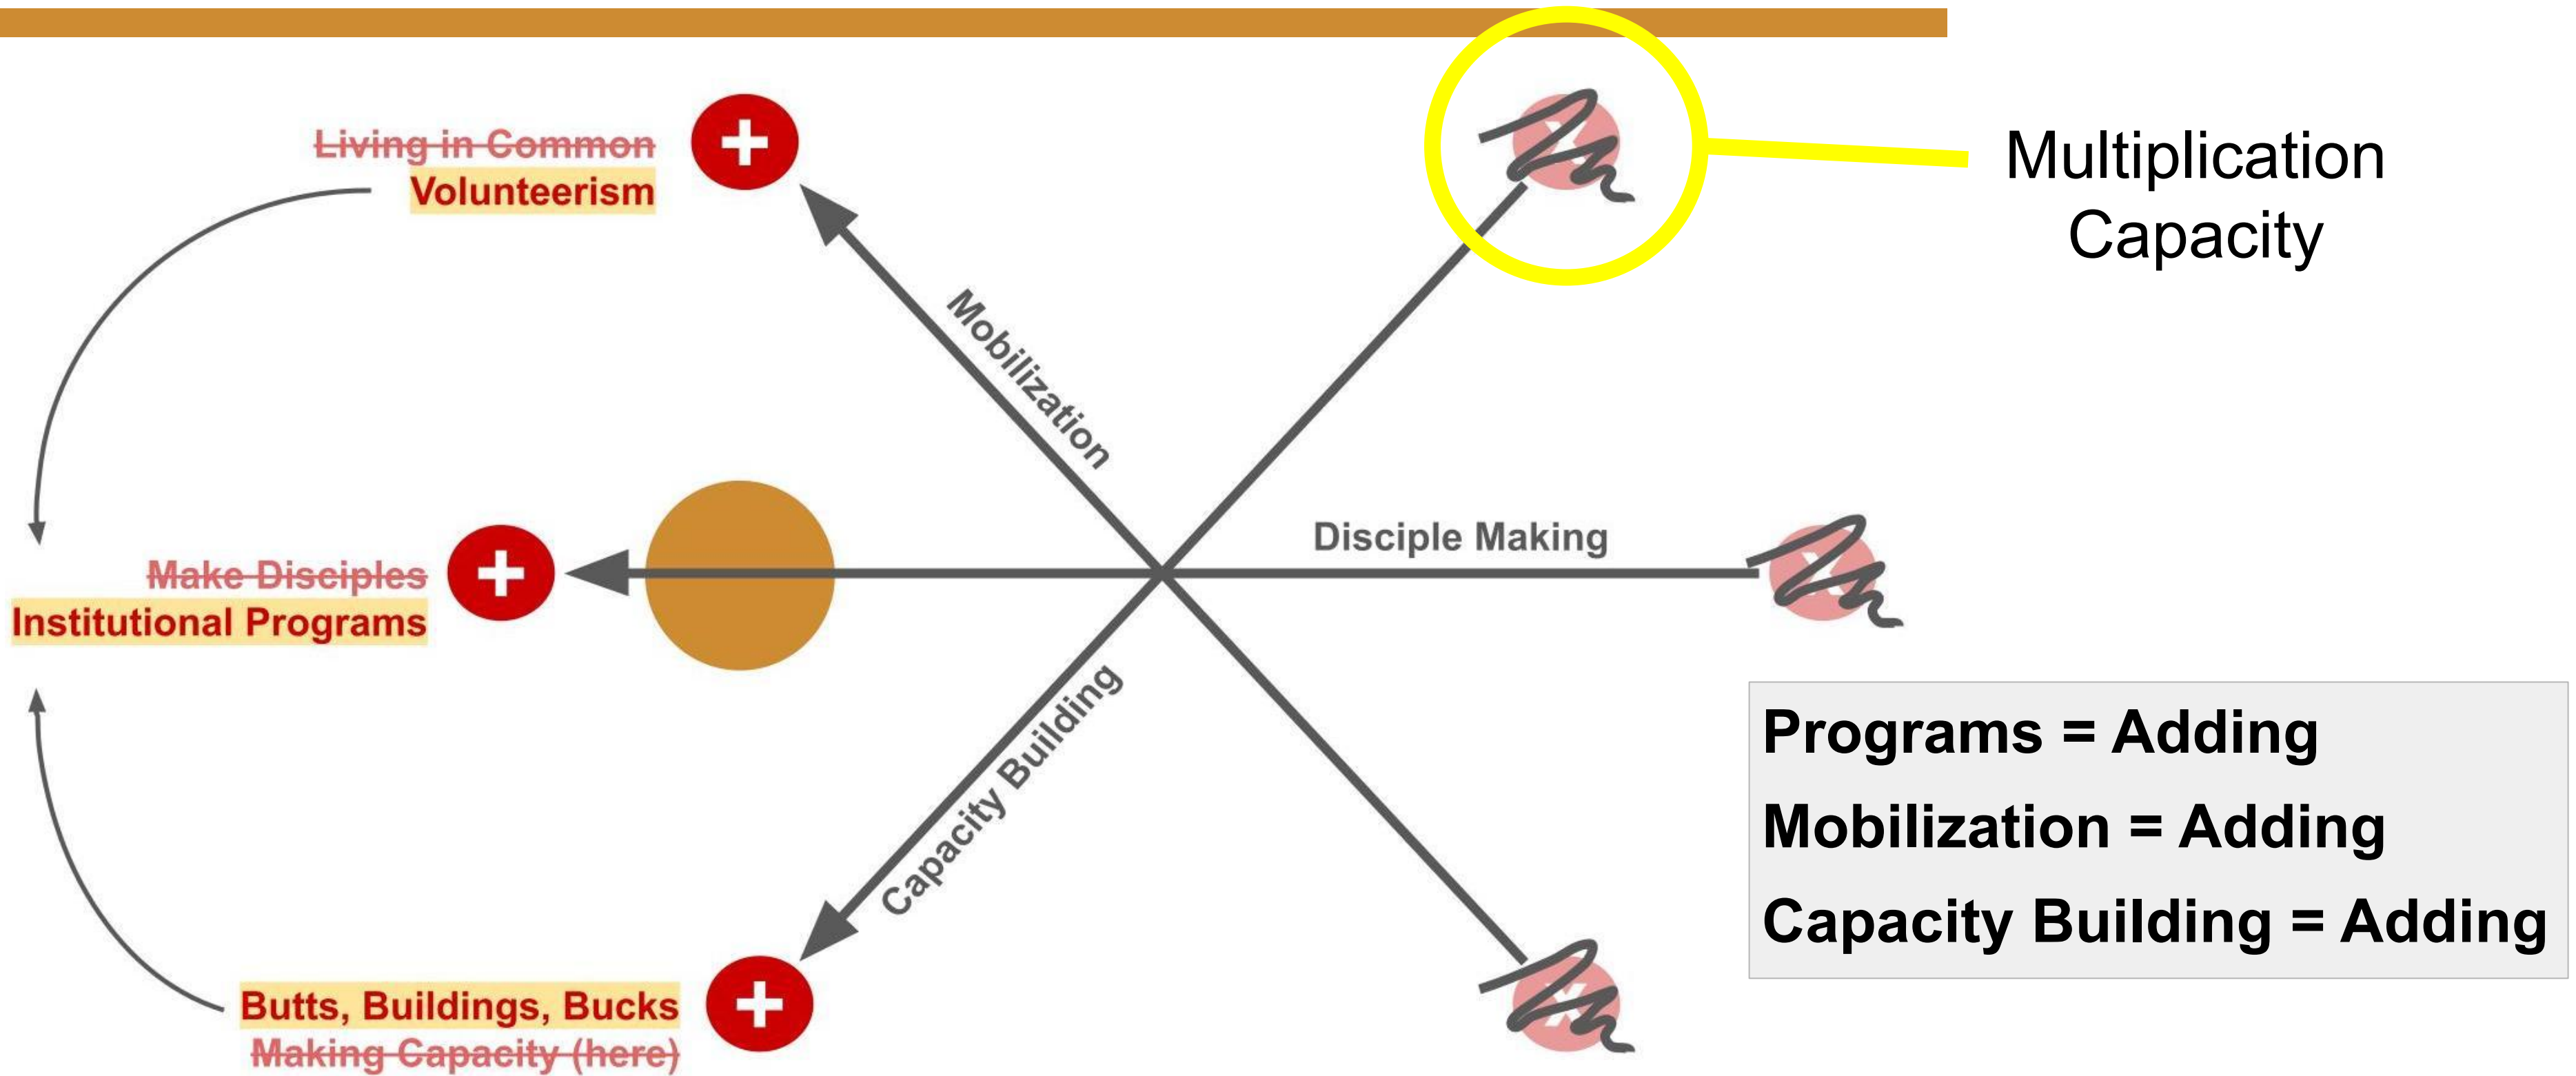 Living in Common
Volunteerism
+
X
Multiplication
Capacity
Mobilization
Disciple Making
Make Disciples
Institutional Programs
+
X
Capacity Building
Programs = Adding
Mobilization = Adding
Capacity Building = Adding
Butts, Buildings, Bucks
Making Capacity (here)
+
X